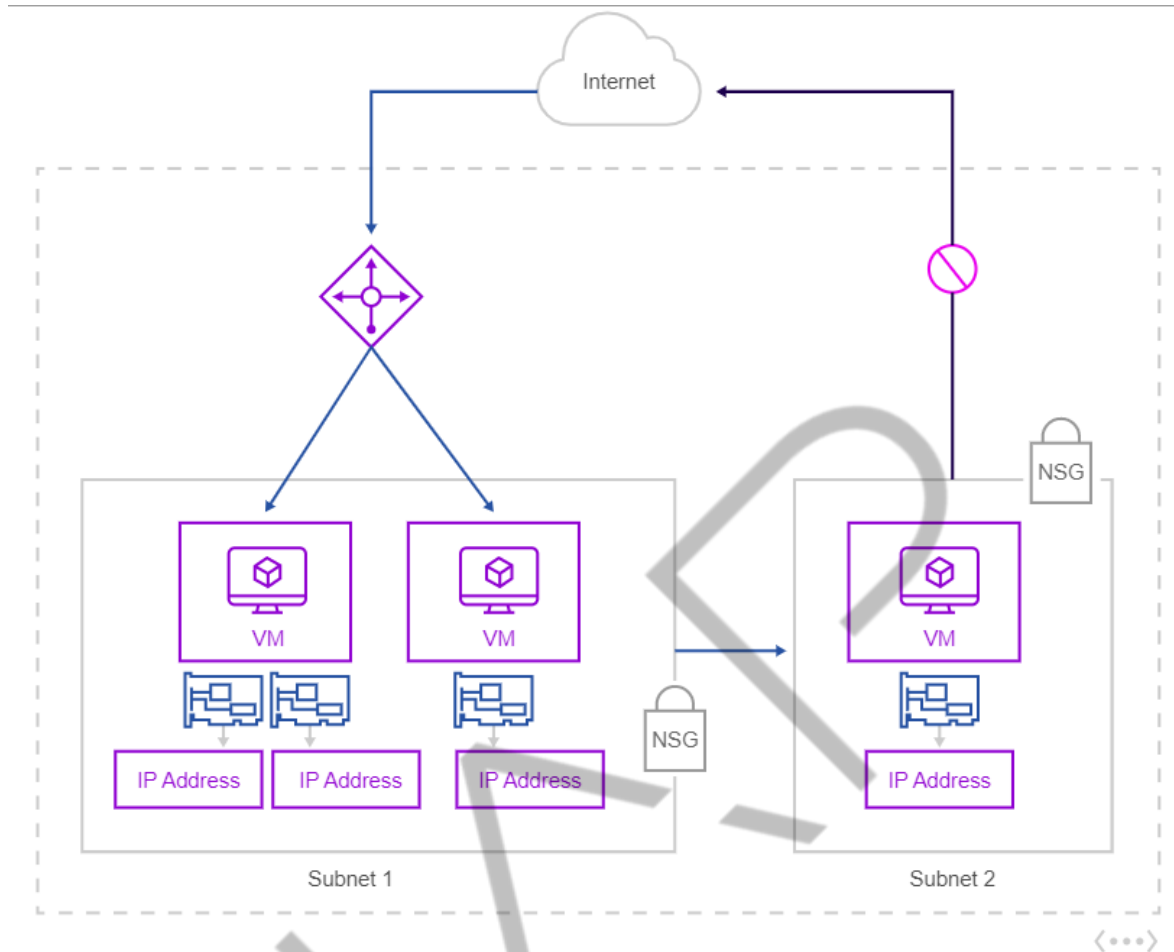 Internet
NSG
VM
VM
VM
NSG
IP Address
IP Address
IP Address
IP Address
Subnet 1
Subnet 2